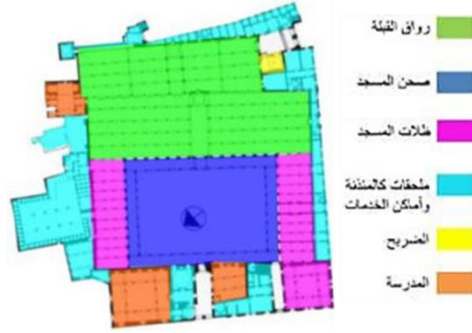 رواق القبلة
صحن المسجد
ظلات المسجد
ملحقات كالمئذنة
وأماكن الخدمات
الضريح
المدرسة